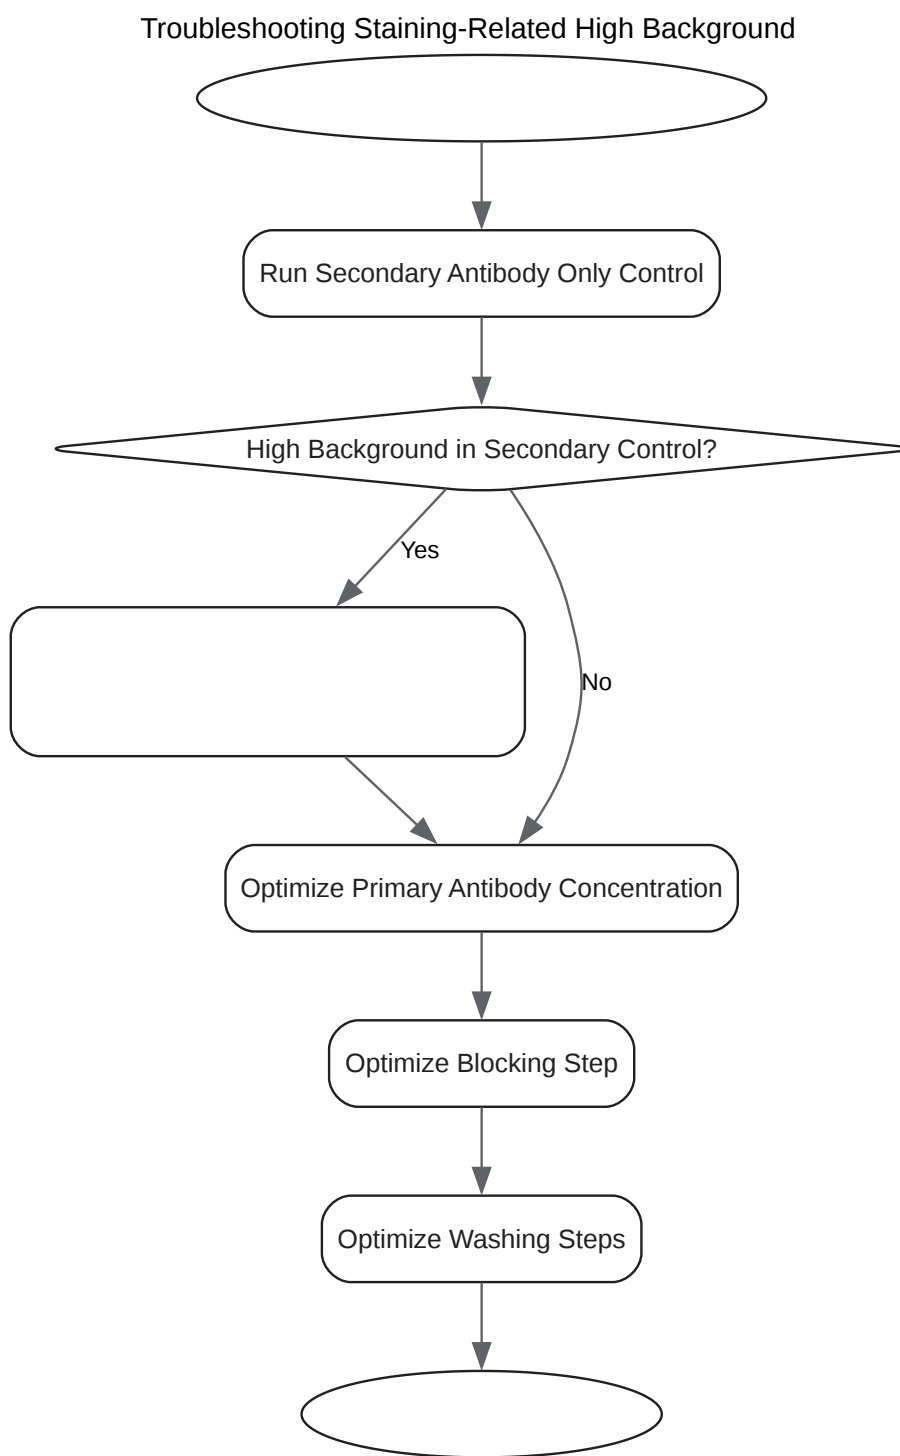 Troubleshooting Staining-Related High Background
Run Secondary Antibody Only Control
High Background in Secondary Control?
Yes
No
Optimize Primary Antibody Concentration
Optimize Blocking Step
Optimize Washing Steps